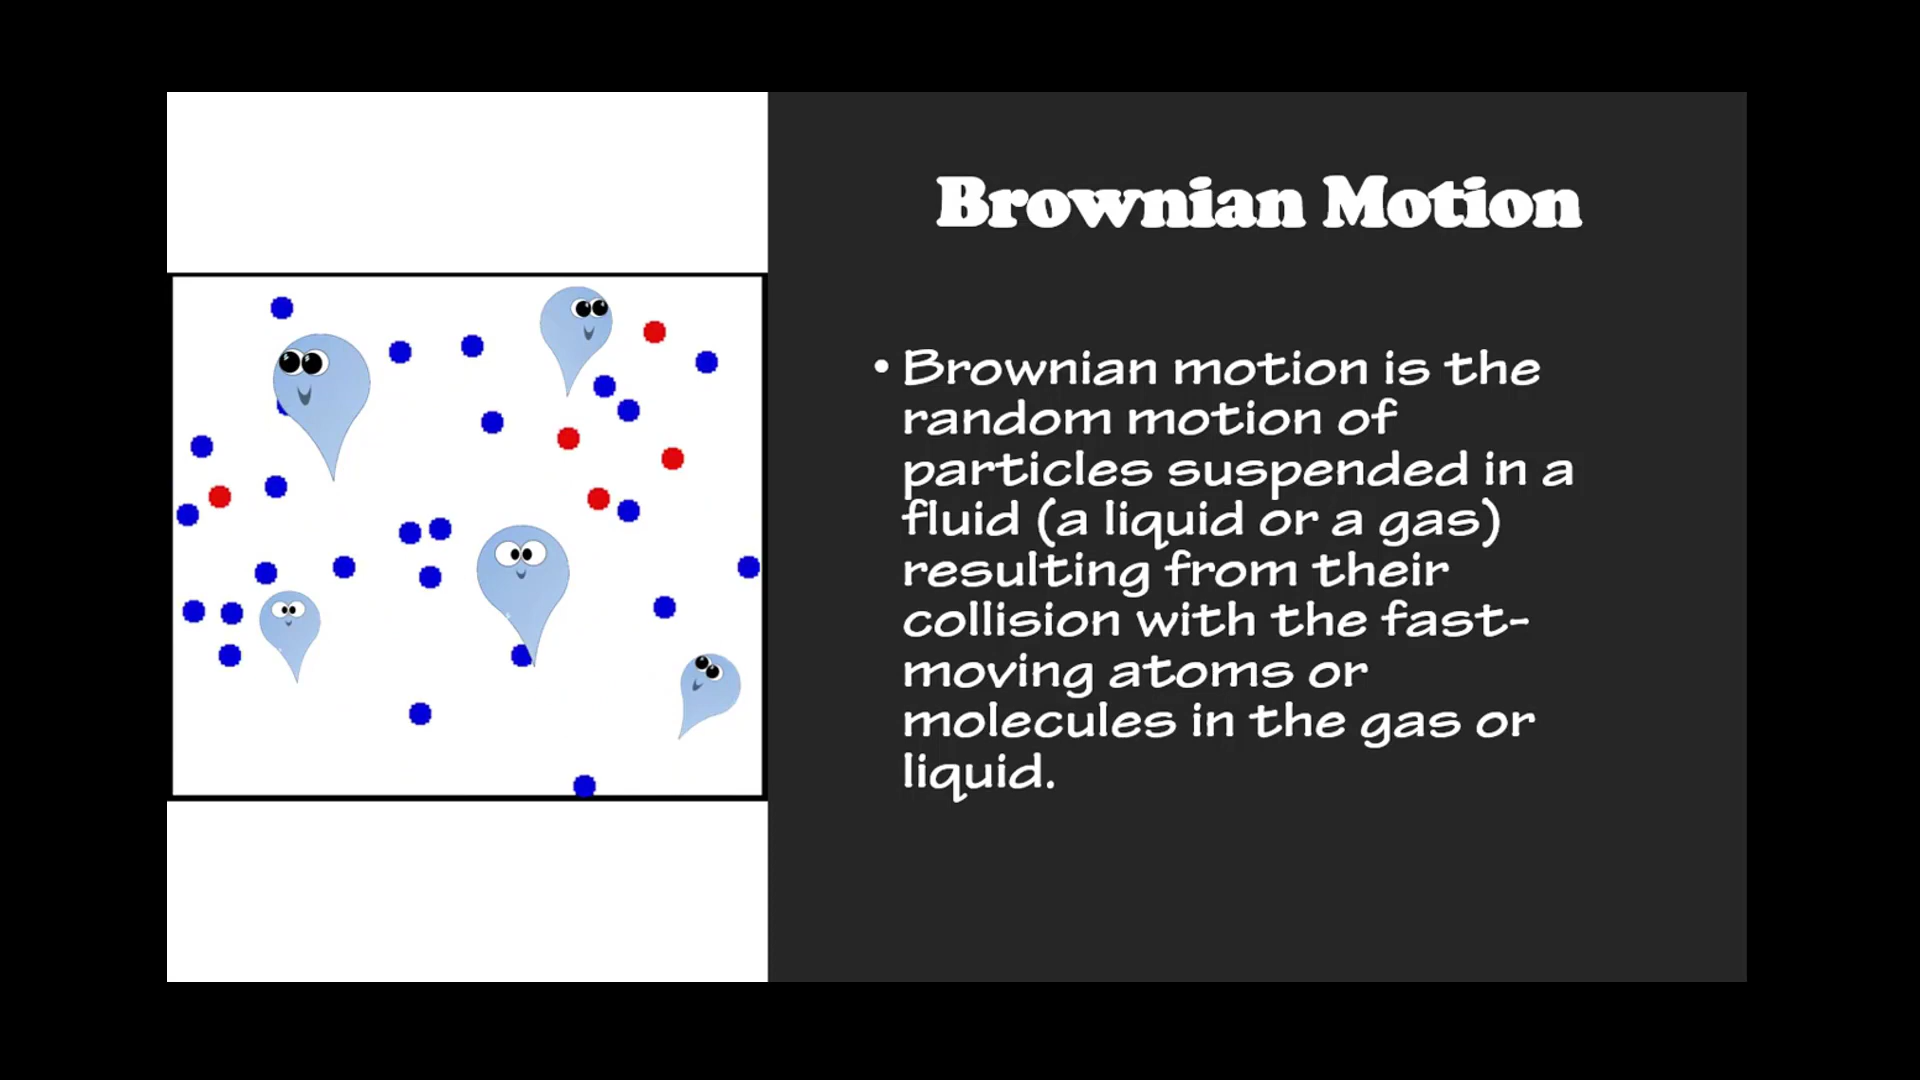 Brownian Motion
• Brownian motion is the
random motion of
particles suspended in a
fluid (a liquid or a gas)
resulting from their
collision with the fast-
moving atoms or
molecules in the gas or
liquid.